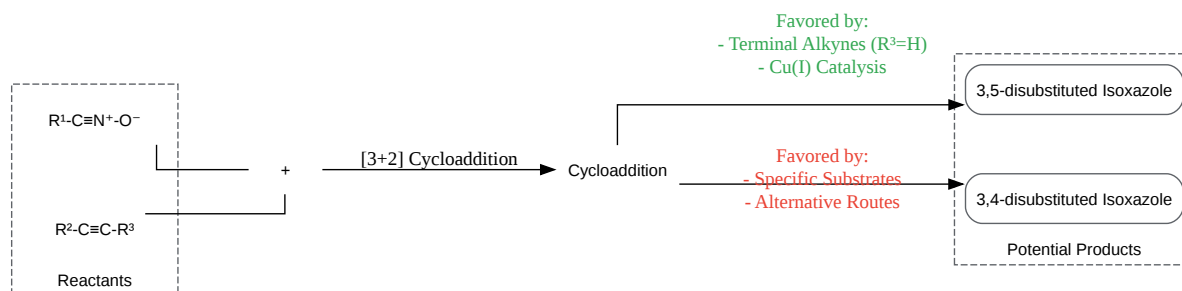 Favored by:
- Terminal Alkynes (R³=H)
- Cu(I) Catalysis
3,5-disubstituted Isoxazole
R¹-C≡N⁺-O⁻
[3+2] Cycloaddition
+
Cycloaddition
Favored by:
- Specific Substrates
- Alternative Routes
3,4-disubstituted Isoxazole
R²-C≡C-R³
Potential Products
Reactants